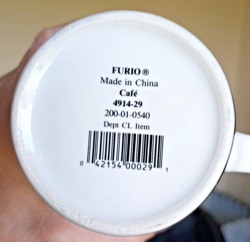 FURIO®
Made in China
Café
4914-29
200-01-0540
Dept CL Item
0 42154 00029 1